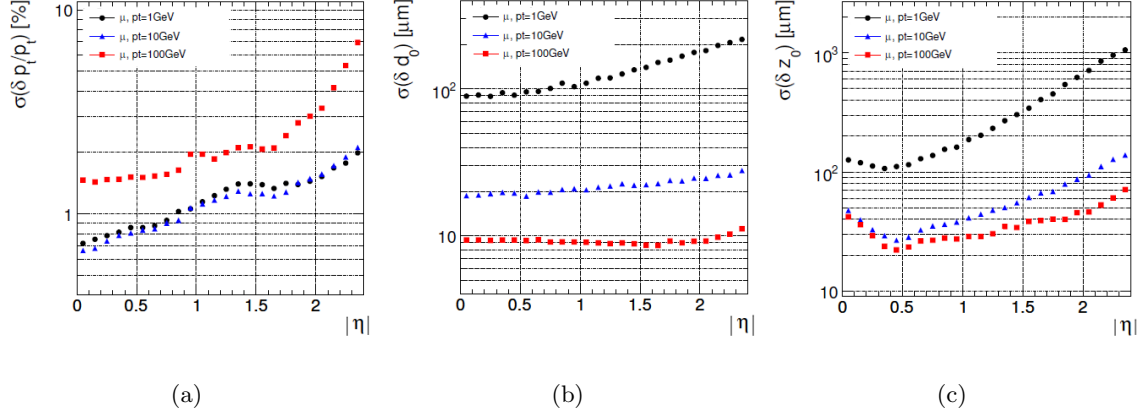 σ(δ p_t/p_t) [%]
10
1
μ, pt=1GeV
μ, pt=10GeV
μ, pt=100GeV
0 0.5 1 1.5 2
|η|
(a)
σ(δ d_0) [μm]
10^2
10
μ, pt=1GeV
μ, pt=10GeV
μ, pt=100GeV
0 0.5 1 1.5 2
|η|
(b)
σ(δ z_0) [μm]
10^3
10^2
10
μ, pt=1GeV
μ, pt=10GeV
μ, pt=100GeV
0 0.5 1 1.5 2
|η|
(c)